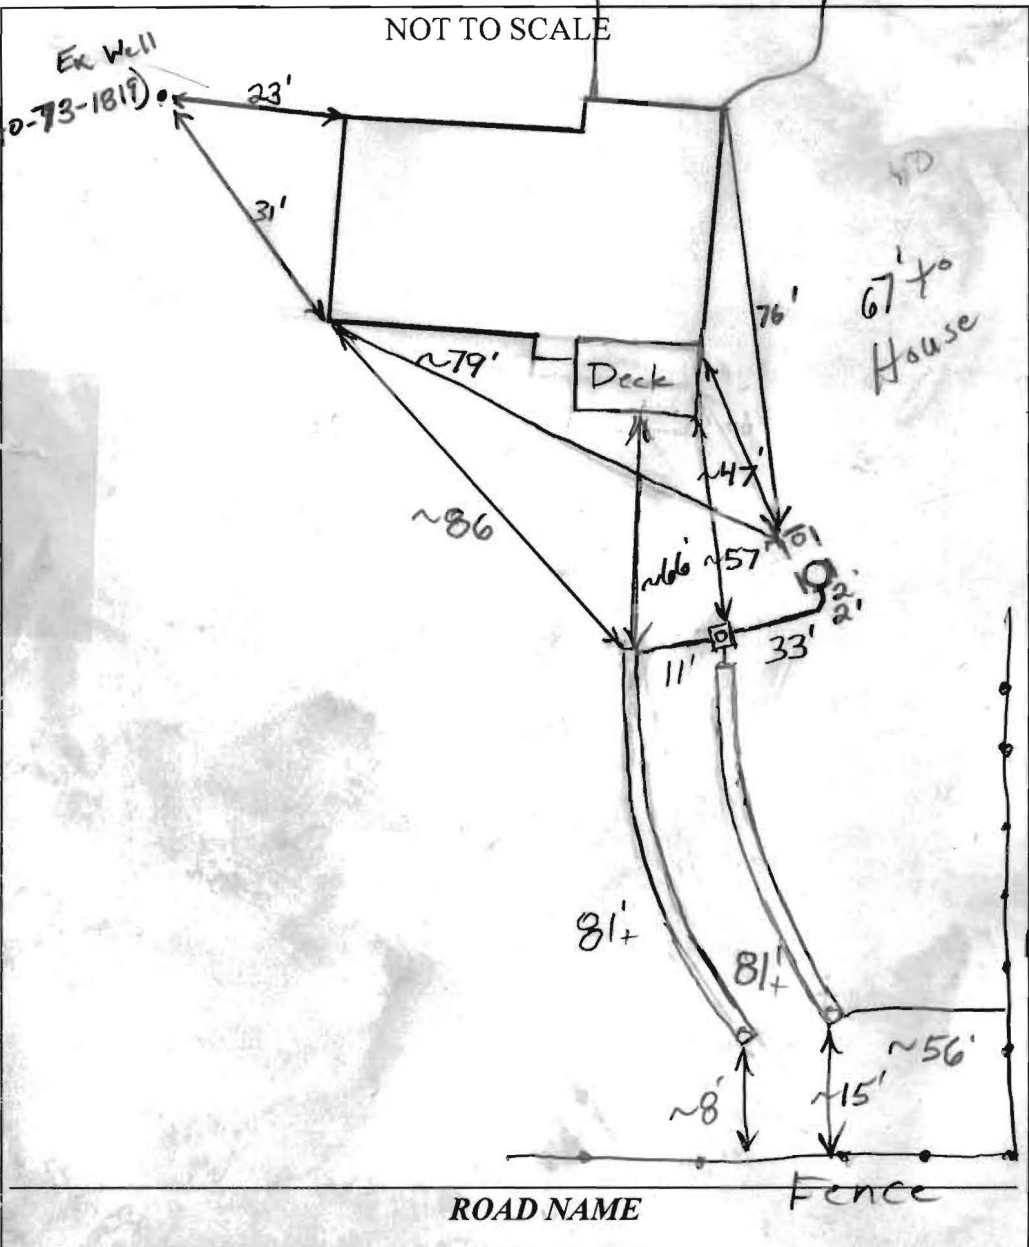 NOT TO SCALE
Ex Well
0-73-1819)
23'
31'
76'
67' to
House
~79'
Deck
~47'
~86
~66'
~57
2'
2'
11'
33'
81'±
81'±
~56'
~8'
~15'
Fence
ROAD NAME